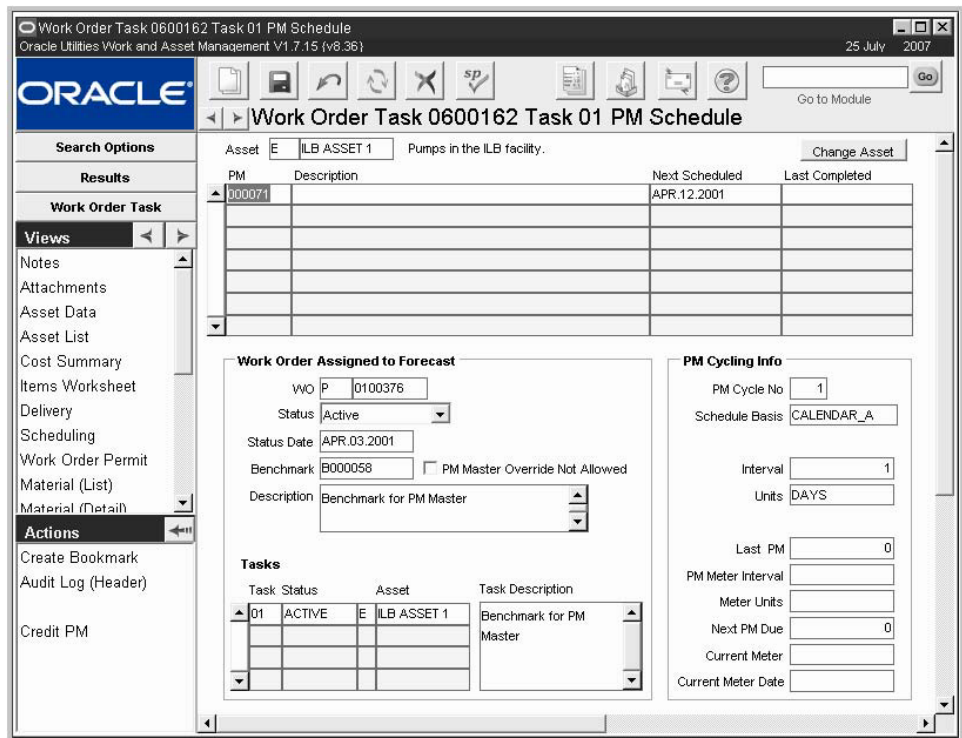 Work Order Task 0600162 Task 01 PM Schedule
Oracle Utilities Work and Asset Management V1.7.15 {v8.36}
25 July 2007
ORACLE
sp
Go
Go to Module
Work Order Task 0600162 Task 01 PM Schedule
Search Options
Results
Work Order Task
Views
Notes
Attachments
Asset Data
Asset List
Cost Summary
Items Worksheet
Delivery
Scheduling
Work Order Permit
Material (List)
Material (Detail)
Actions
Create Bookmark
Audit Log (Header)
Credit PM
Asset E ILB ASSET 1 Pumps in the ILB facility.
Change Asset
PM Description Next Scheduled Last Completed
000071 APR.12.2001
Work Order Assigned to Forecast
WO P 0100376
Status Active
Status Date APR.03.2001
Benchmark B000058 PM Master Override Not Allowed
Description Benchmark for PM Master
Tasks
Task Status Asset Task Description
01 ACTIVE E ILB ASSET 1 Benchmark for PM
Master
PM Cycling Info
PM Cycle No 1
Schedule Basis CALENDAR_A
Interval 1
Units DAYS
Last PM 0
PM Meter Interval
Meter Units
Next PM Due 0
Current Meter
Current Meter Date